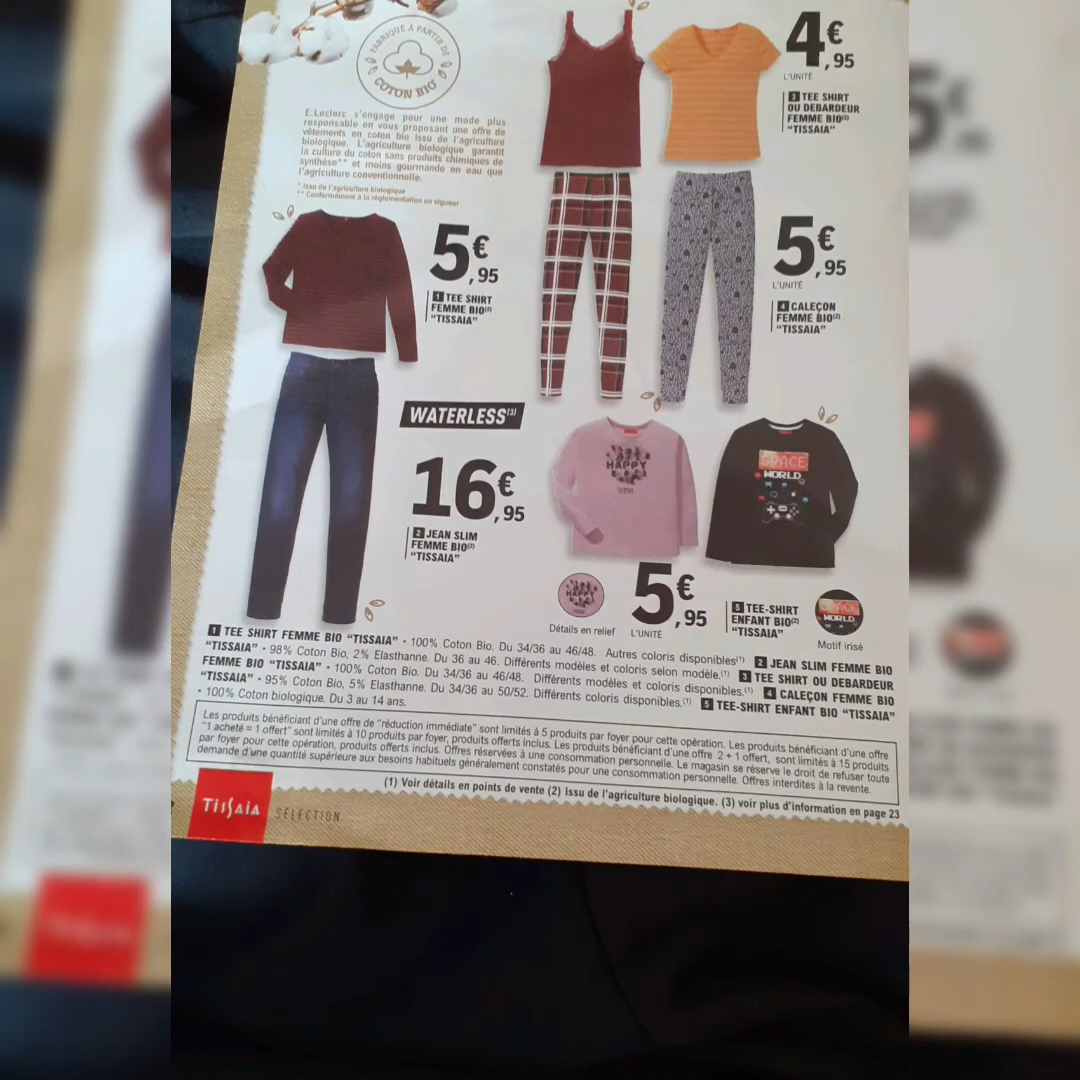 FABRIQUÉ À PARTIR DE
COTON BIO*
E.Leclerc s'engage pour une mode plus
responsable en vous proposant une offre de
vêtements en coton bio issu de l'agriculture
biologique. L'agriculture biologique garantit
la culture du coton sans produits chimiques de
synthèse** et moins gourmande en eau que
l'agriculture conventionnelle.
* Issu de l'agriculture biologique
** Conformément à la réglementation en vigueur
4€,95
L'UNITÉ
3 TEE SHIRT
OU DEBARDEUR
FEMME BIO(2)
"TISSAIA"
5€,95
1 TEE SHIRT
FEMME BIO(2)
"TISSAIA"
5€,95
L'UNITÉ
4 CALEÇON
FEMME BIO(2)
"TISSAIA"
WATERLESS(3)
16€,95
2 JEAN SLIM
FEMME BIO(2)
"TISSAIA"
HAPPY
SPACE
WORLD
HAPPY
Détails en relief
5€,95
L'UNITÉ
5 TEE-SHIRT
ENFANT BIO(2)
"TISSAIA"
SPACE
WORLD
Motif irisé
1 TEE SHIRT FEMME BIO "TISSAIA" • 100% Coton Bio. Du 34/36 au 46/48. Autres coloris disponibles(1) 2 JEAN SLIM FEMME BIO
"TISSAIA" • 98% Coton Bio, 2% Elasthanne. Du 36 au 46. Différents modèles et coloris selon modèle.(1) 3 TEE SHIRT OU DEBARDEUR
FEMME BIO "TISSAIA" • 100% Coton Bio. Du 34/36 au 46/48. Différents modèles et coloris disponibles.(1) 4 CALEÇON FEMME BIO
"TISSAIA" • 95% Coton Bio, 5% Elasthanne. Du 34/36 au 50/52. Différents coloris disponibles.(1) 5 TEE-SHIRT ENFANT BIO "TISSAIA"
• 100% Coton biologique. Du 3 au 14 ans.
Les produits bénéficiant d'une offre de "réduction immédiate" sont limités à 5 produits par foyer pour cette opération. Les produits bénéficiant d'une offre
"1 acheté = 1 offert" sont limités à 10 produits par foyer, produits offerts inclus. Les produits bénéficiant d'une offre 2 + 1 offert, sont limités à 15 produits
par foyer pour cette opération, produits offerts inclus. Offres réservées à une consommation personnelle. Le magasin se réserve le droit de refuser toute
demande d'une quantité supérieure aux besoins habituels généralement constatés pour une consommation personnelle. Offres interdites à la revente.
(1) Voir détails en points de vente (2) Issu de l'agriculture biologique. (3) voir plus d'information en page 23
TISSAIA SÉLECTION